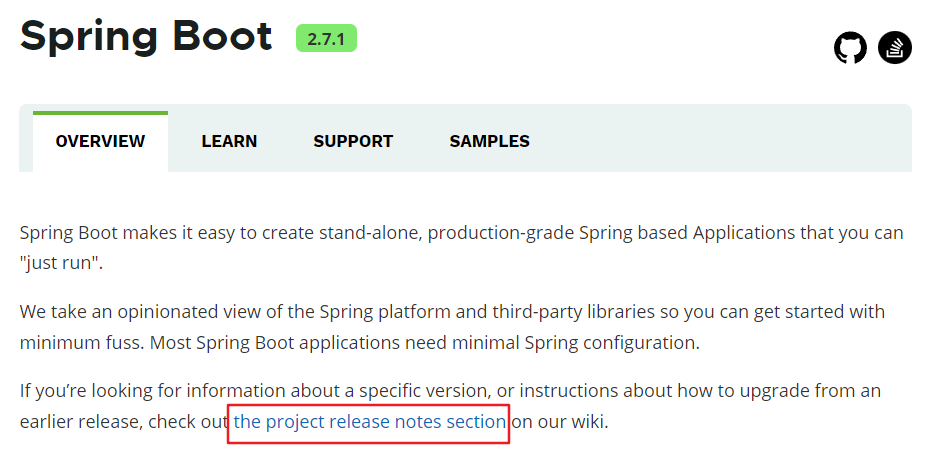 Spring Boot 2.7.1
OVERVIEW LEARN SUPPORT SAMPLES
Spring Boot makes it easy to create stand-alone, production-grade Spring based Applications that you can
"just run".
We take an opinionated view of the Spring platform and third-party libraries so you can get started with
minimum fuss. Most Spring Boot applications need minimal Spring configuration.
If you’re looking for information about a specific version, or instructions about how to upgrade from an
earlier release, check out the project release notes section on our wiki.